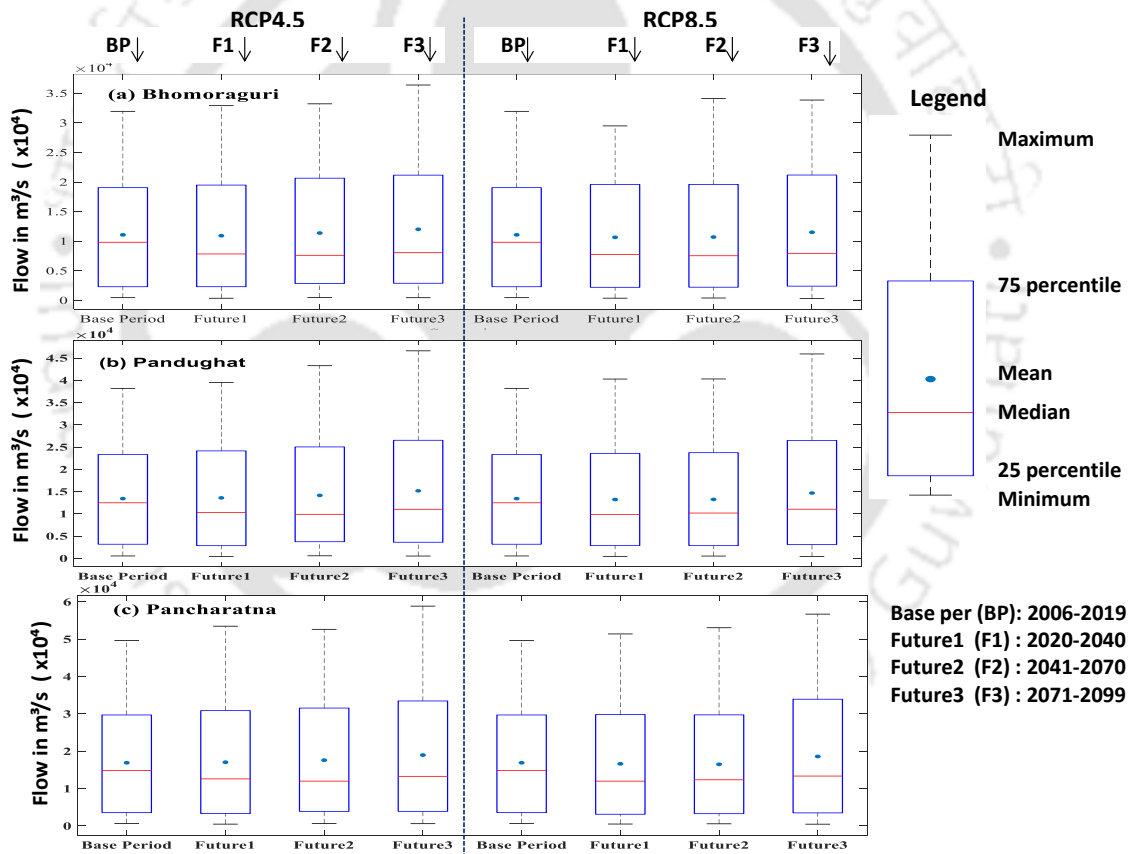 RCP4.5 RCP8.5
BP F1 F2 F3 BP F1 F2 F3
×10⁴
(a) Bhomoraguri
Flow in m³/s ( x10⁴)
3.5
3
2.5
2
1.5
1
0.5
0
Base Period Future1 Future2 Future3 Base Period Future1 Future2 Future3
×10⁴
(b) Pandughat
Flow in m³/s ( x10⁴)
4.5
4
3.5
3
2.5
2
1.5
1
0.5
0
Base Period Future1 Future2 Future3 Base Period Future1 Future2 Future3
×10⁴
(c) Pancharatna
Flow in m³/s ( x10⁴)
6
5
4
3
2
1
0
Base Period Future1 Future2 Future3 Base Period Future1 Future2 Future3
Legend
Maximum
75 percentile
Mean
Median
25 percentile
Minimum
Base per (BP): 2006-2019
Future1 (F1) : 2020-2040
Future2 (F2) : 2041-2070
Future3 (F3) : 2071-2099